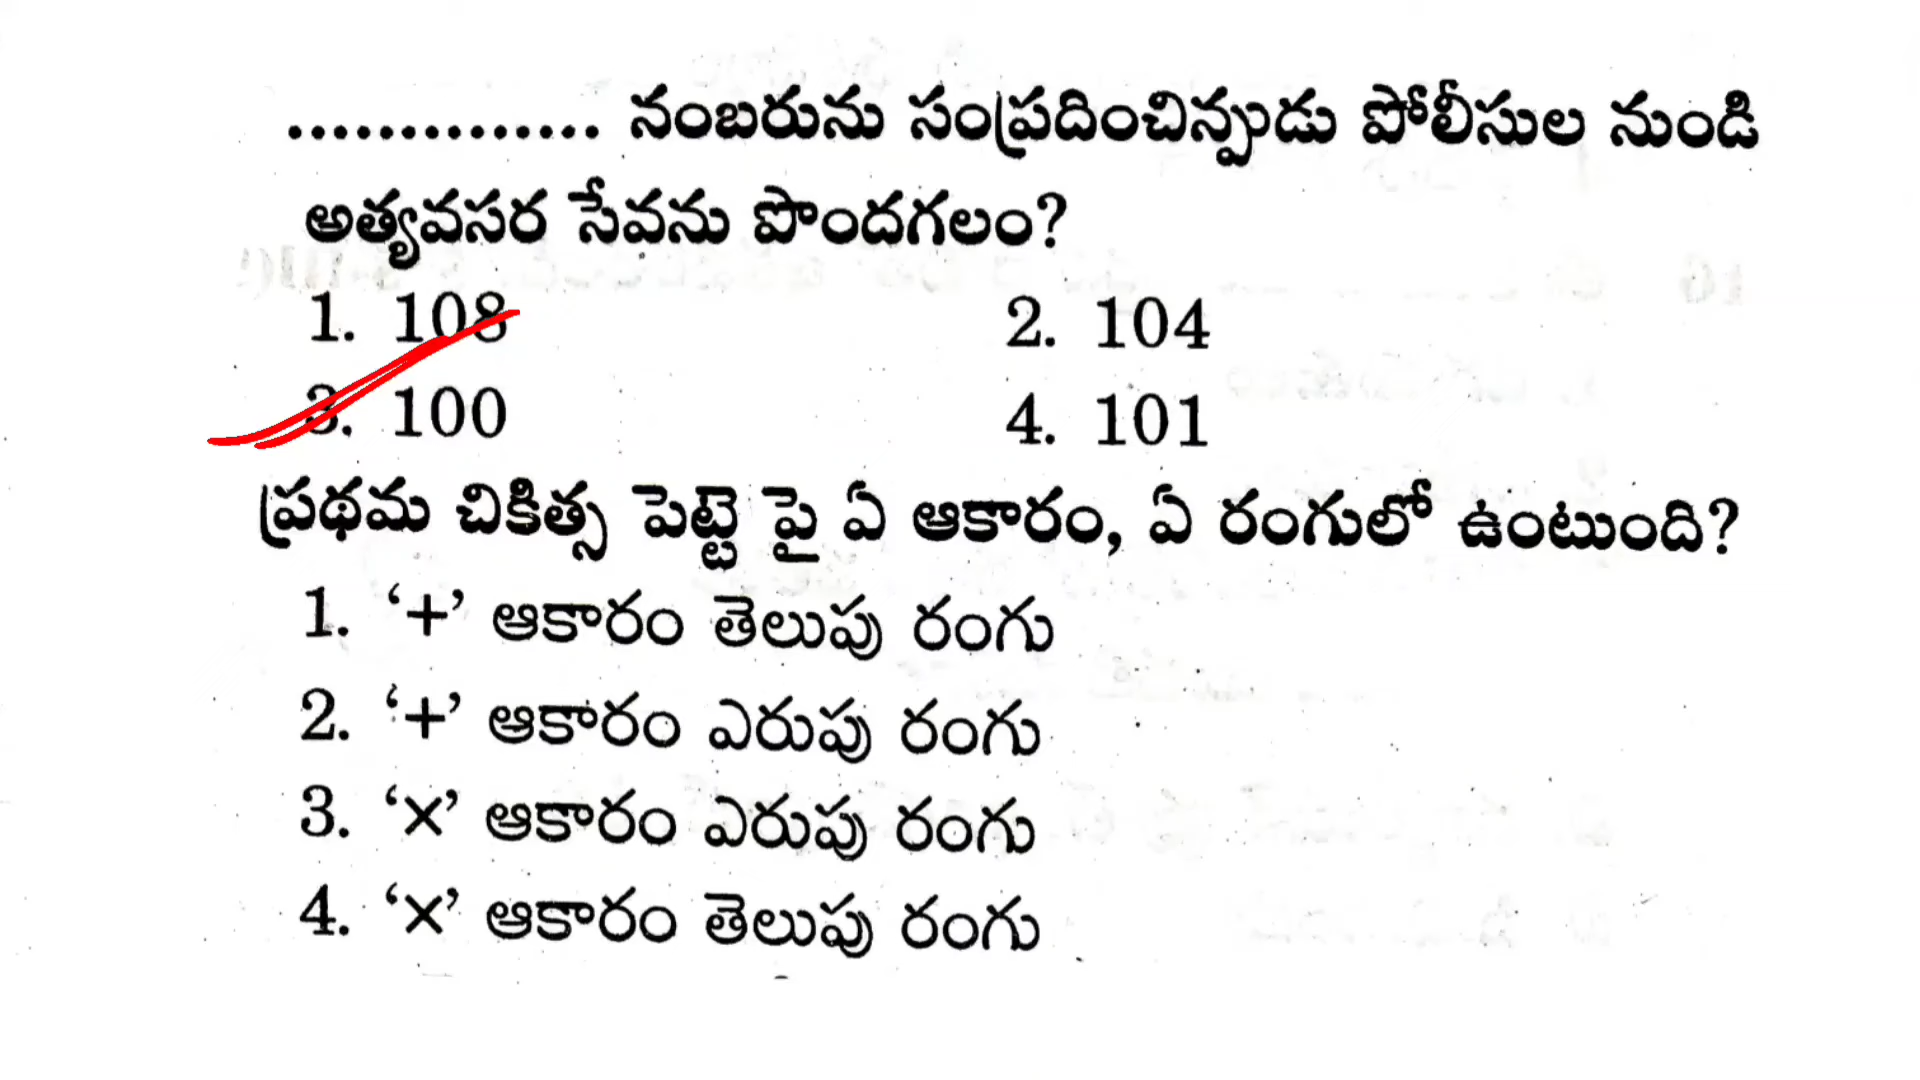 .............. నంబరును సంప్రదించిన్పుడు పోలీసుల నుండి
అత్యవసర సేవను పొందగలం?
1. 108 2. 104
3. 100 4. 101
ప్రథమ చికిత్స పెట్టె పై ఏ ఆకారం, ఏ రంగులో ఉంటుంది?
1. ‘+’ ఆకారం తెలుపు రంగు
2. ‘+’ ఆకారం ఎరుపు రంగు
3. ‘×’ ఆకారం ఎరుపు రంగు
4. ‘×’ ఆకారం తెలుపు రంగు